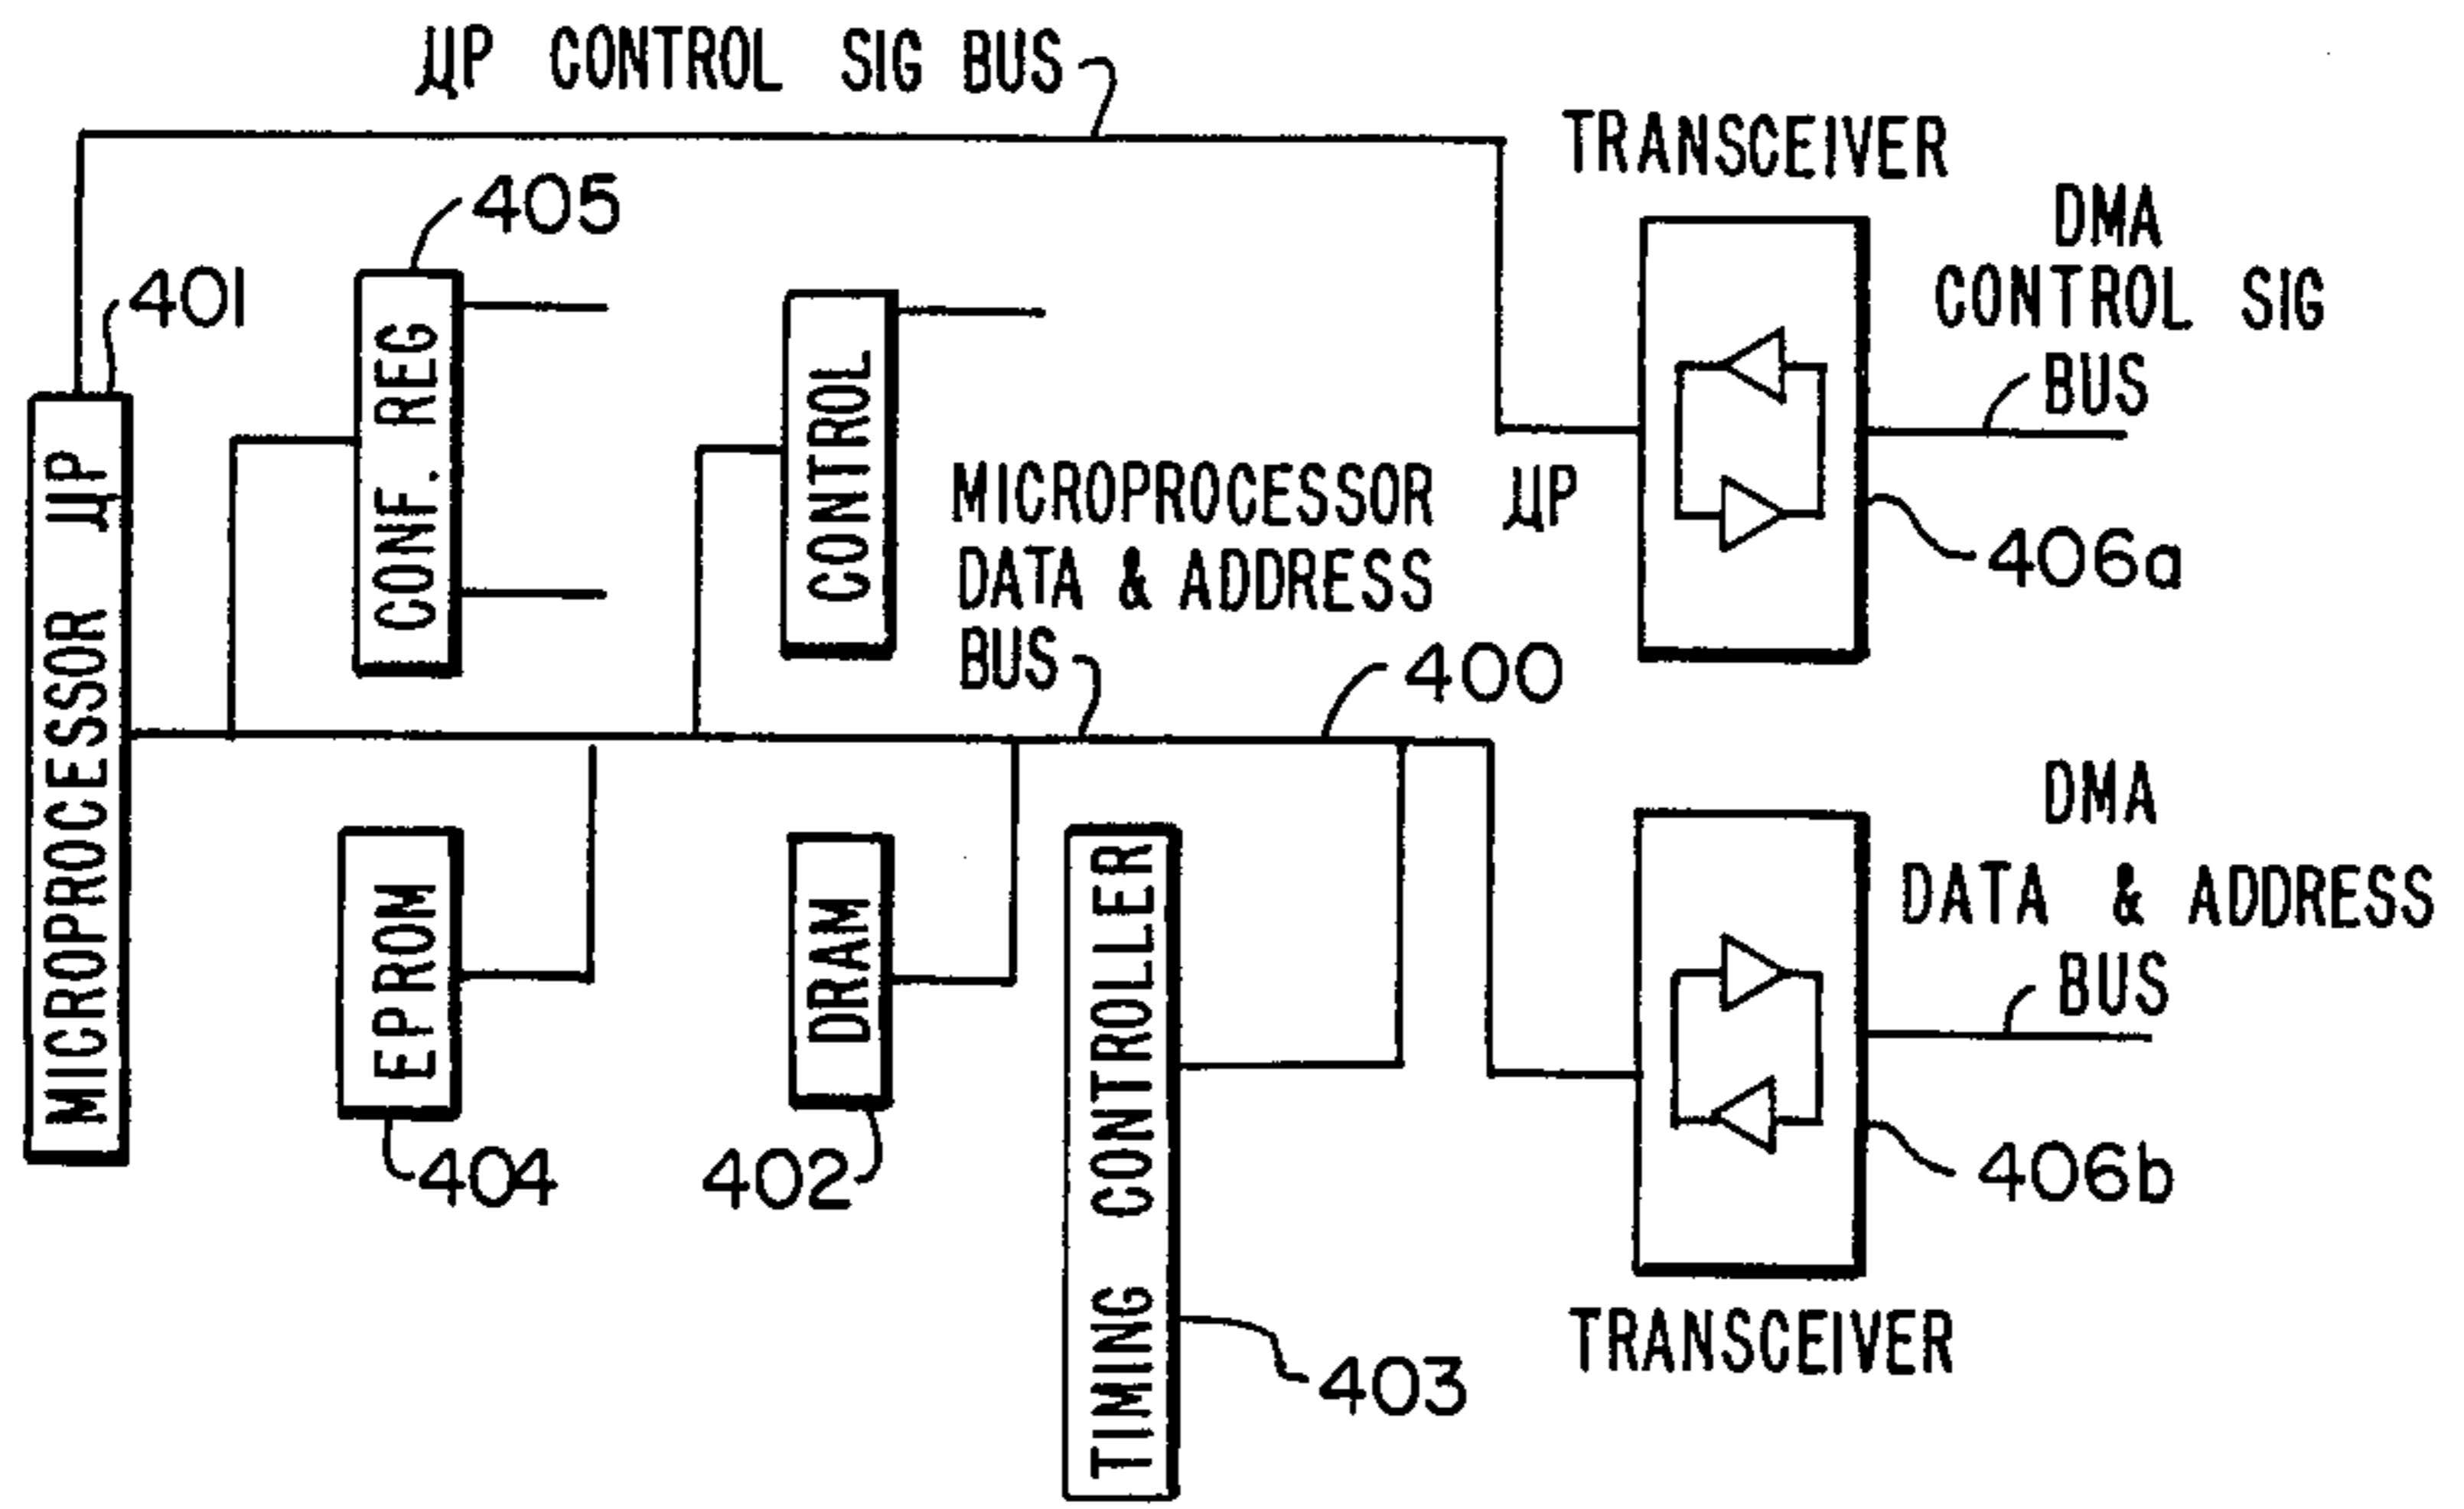 µP CONTROL SIG BUS
TRANSCEIVER
405
DMA
CONTROL SIG
BUS
401
CONF. REG
CONTROL
MICROPROCESSOR µP
DATA & ADDRESS
BUS
400
406a
MICROPROCESSOR µP
EPROM
404
DRAM
402
TIMING CONTROLLER
403
DMA
DATA & ADDRESS
BUS
406b
TRANSCEIVER